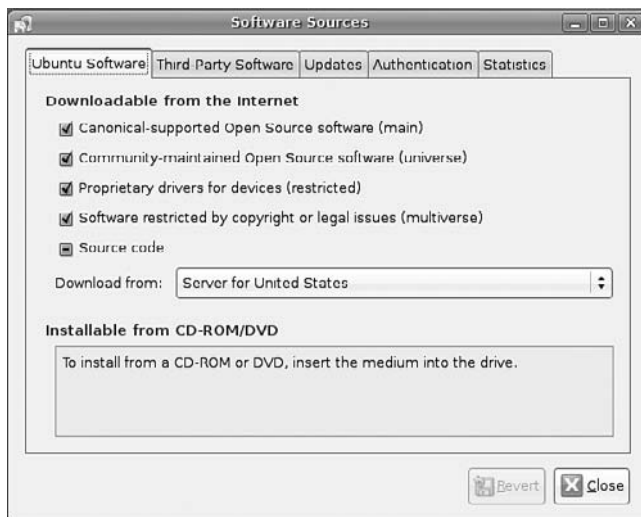 Software Sources
Ubuntu Software
Third-Party Software
Updates
Authentication
Statistics
Downloadable from the Internet
Canonical-supported Open Source software (main)
Community-maintained Open Source software (universe)
Proprietary drivers for devices (restricted)
Software restricted by copyright or legal issues (multiverse)
Source code
Download from:
Server for United States
Installable from CD-ROM/DVD
To install from a CD-ROM or DVD, insert the medium into the drive.
Revert
Close